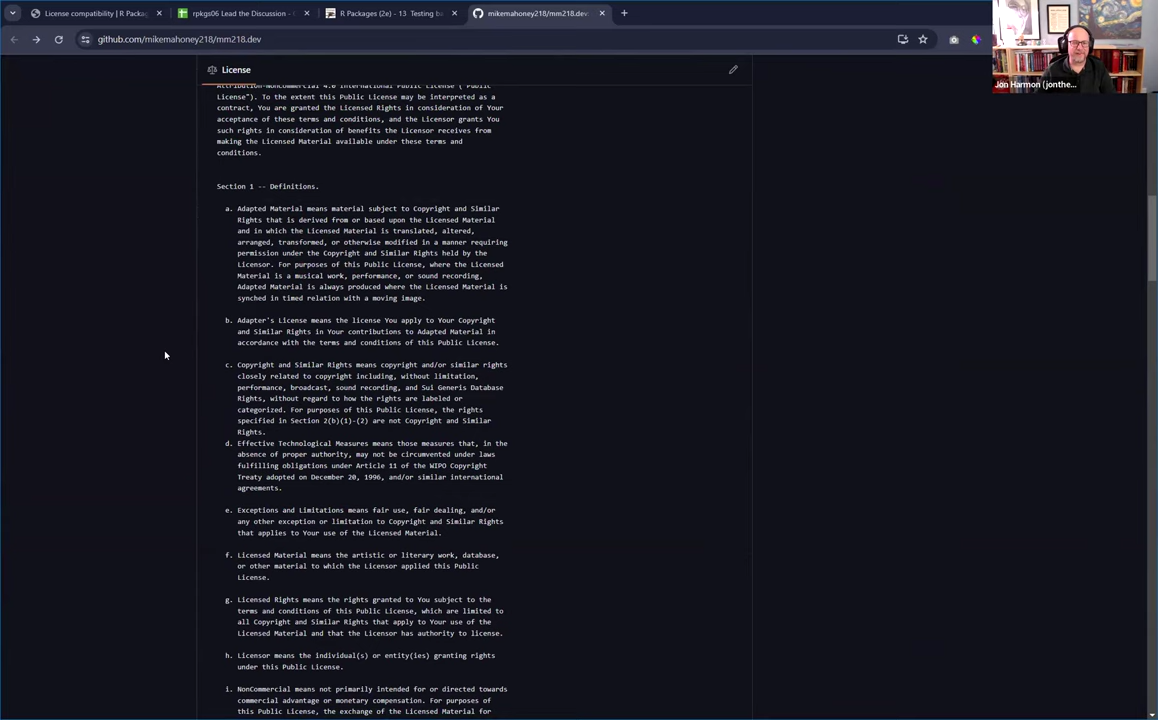 License compatibility | R Packag
rpkgs06 Lead the Discussion -
R Packages (2e) - 13 Testing ba
mikemahoney218/mm218.dev:
github.com/mikemahoney218/mm218.dev
Jon Harmon (jonthe...
License
Attribution-NonCommercial 4.0 International Public License ("Public
License"). To the extent this Public License may be interpreted as a
contract, You are granted the Licensed Rights in consideration of Your
acceptance of these terms and conditions, and the Licensor grants You
such rights in consideration of benefits the Licensor receives from
making the Licensed Material available under these terms and
conditions.
Section 1 -- Definitions.
a. Adapted Material means material subject to Copyright and Similar
Rights that is derived from or based upon the Licensed Material
and in which the Licensed Material is translated, altered,
arranged, transformed, or otherwise modified in a manner requiring
permission under the Copyright and Similar Rights held by the
Licensor. For purposes of this Public License, where the Licensed
Material is a musical work, performance, or sound recording,
Adapted Material is always produced where the Licensed Material is
synched in timed relation with a moving image.
b. Adapter's License means the license You apply to Your Copyright
and Similar Rights in Your contributions to Adapted Material in
accordance with the terms and conditions of this Public License.
c. Copyright and Similar Rights means copyright and/or similar rights
closely related to copyright including, without limitation,
performance, broadcast, sound recording, and Sui Generis Database
Rights, without regard to how the rights are labeled or
categorized. For purposes of this Public License, the rights
specified in Section 2(b)(1)-(2) are not Copyright and Similar
Rights.
d. Effective Technological Measures means those measures that, in the
absence of proper authority, may not be circumvented under laws
fulfilling obligations under Article 11 of the WIPO Copyright
Treaty adopted on December 20, 1996, and/or similar international
agreements.
e. Exceptions and Limitations means fair use, fair dealing, and/or
any other exception or limitation to Copyright and Similar Rights
that applies to Your use of the Licensed Material.
f. Licensed Material means the artistic or literary work, database,
or other material to which the Licensor applied this Public
License.
g. Licensed Rights means the rights granted to You subject to the
terms and conditions of this Public License, which are limited to
all Copyright and Similar Rights that apply to Your use of the
Licensed Material and that the Licensor has authority to license.
h. Licensor means the individual(s) or entity(ies) granting rights
under this Public License.
i. NonCommercial means not primarily intended for or directed towards
commercial advantage or monetary compensation. For purposes of
this Public License, the exchange of the Licensed Material for